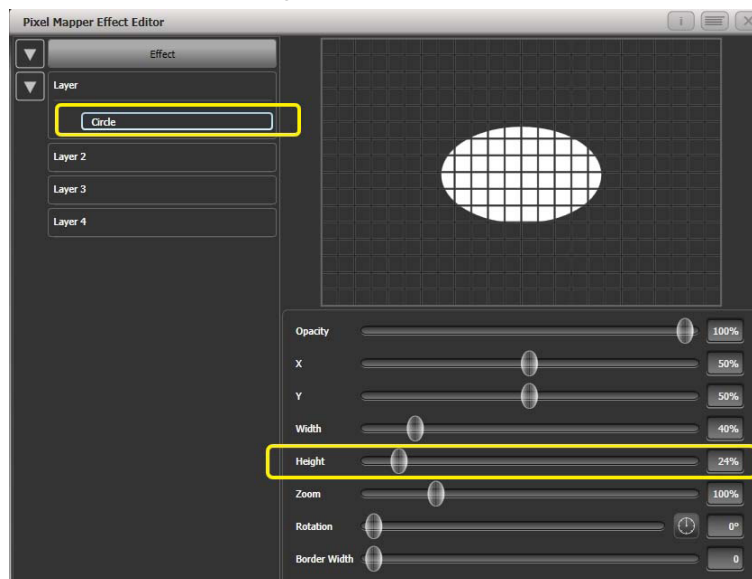 Pixel Mapper Effect Editor
Effect
Layer
Circle
Layer 2
Layer 3
Layer 4
Opacity 100%
X 50%
Y 50%
Width 40%
Height 24%
Zoom 100%
Rotation 0°
Border Width 0